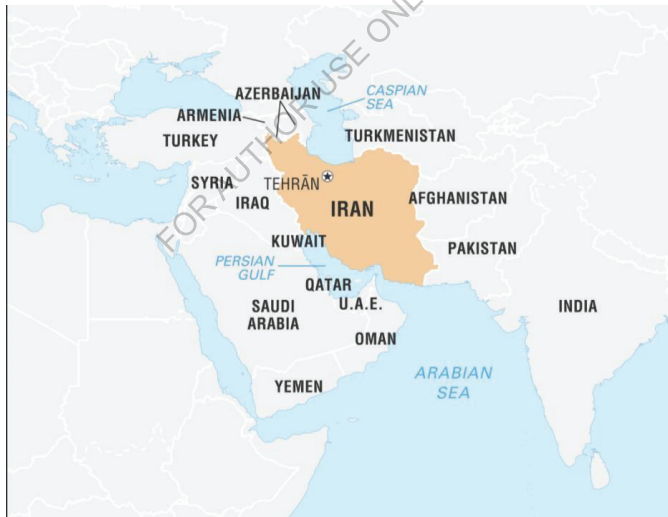 FOR AUTHOR USE ONL
AZERBAIJAN
CASPIAN
SEA
ARMENIA
TURKEY
TURKMENISTAN
SYRIA
TEHRĀN
IRAQ
IRAN
AFGHANISTAN
KUWAIT
PAKISTAN
PERSIAN
GULF
QATAR
U.A.E.
SAUDI
ARABIA
INDIA
OMAN
ARABIAN
SEA
YEMEN